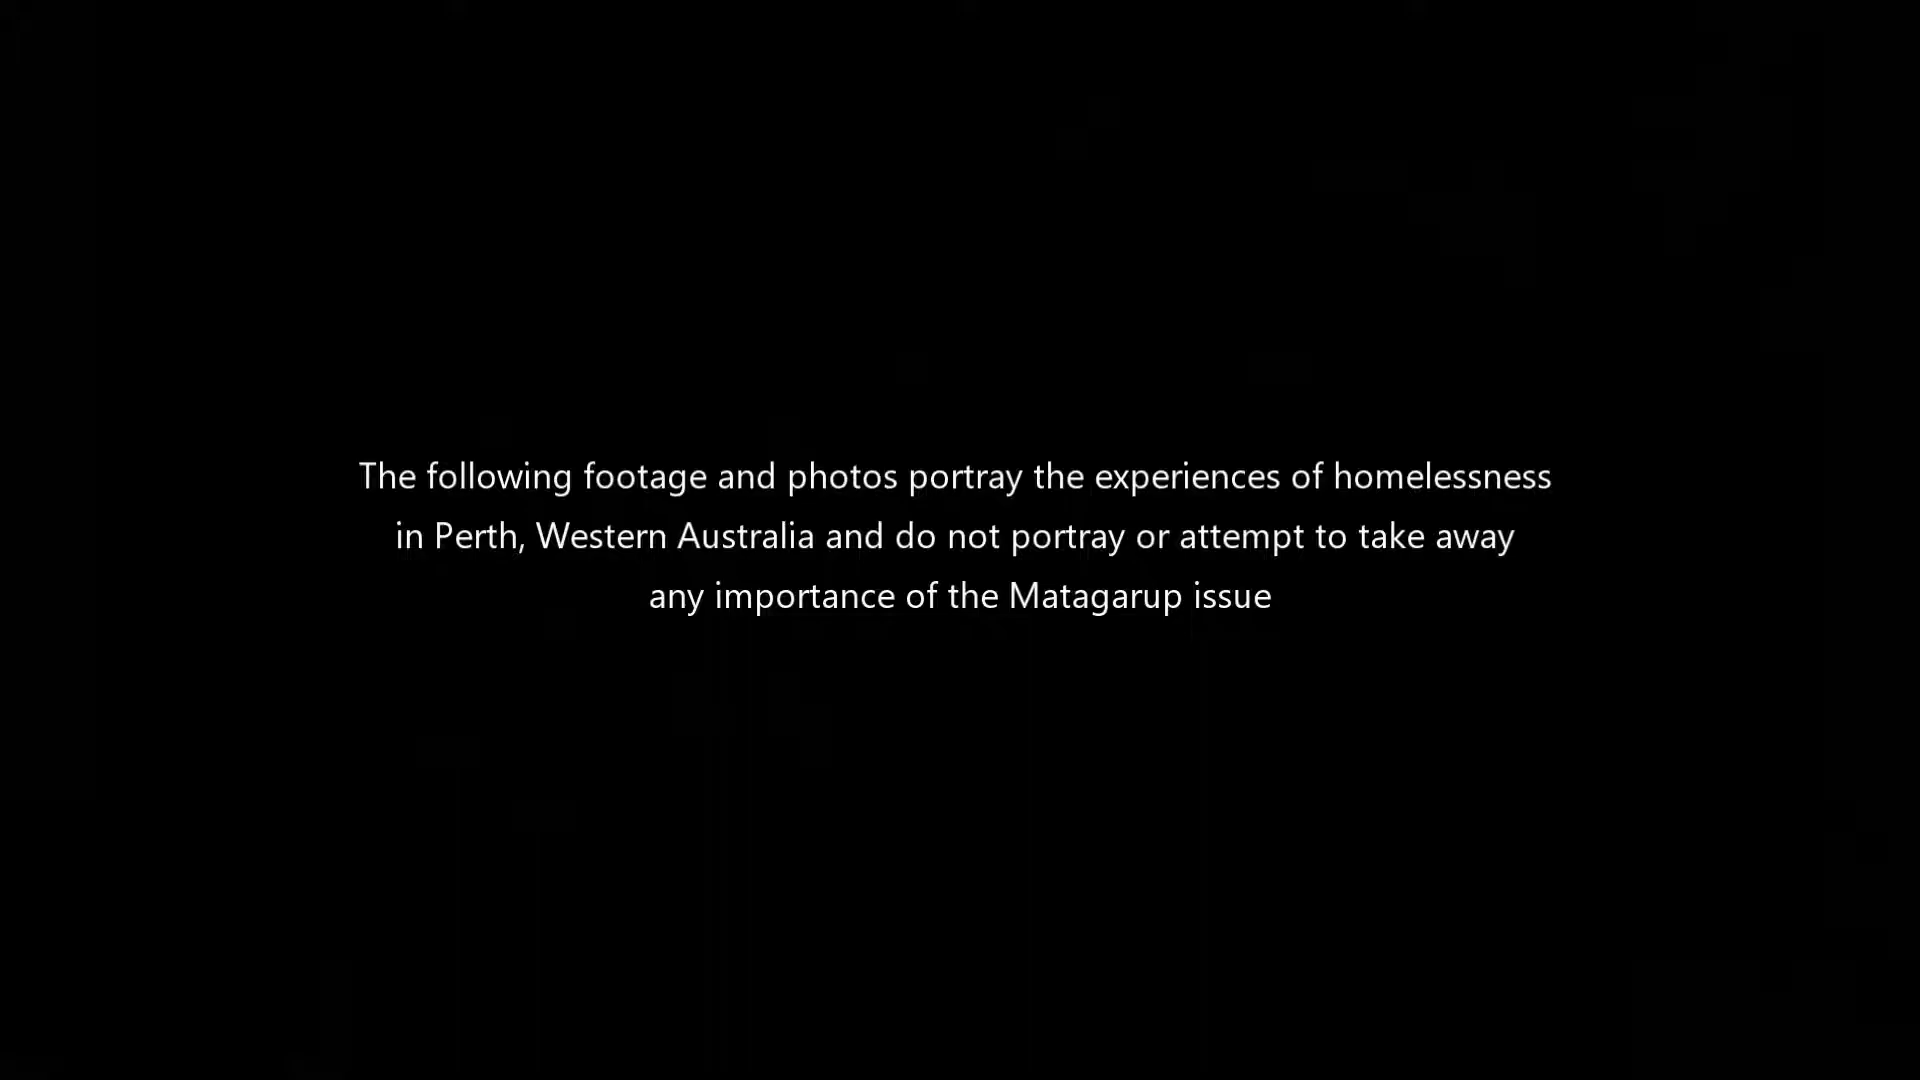 The following footage and photos portray the experiences of homelessness
in Perth, Western Australia and do not portray or attempt to take away
any importance of the Matagarup issue